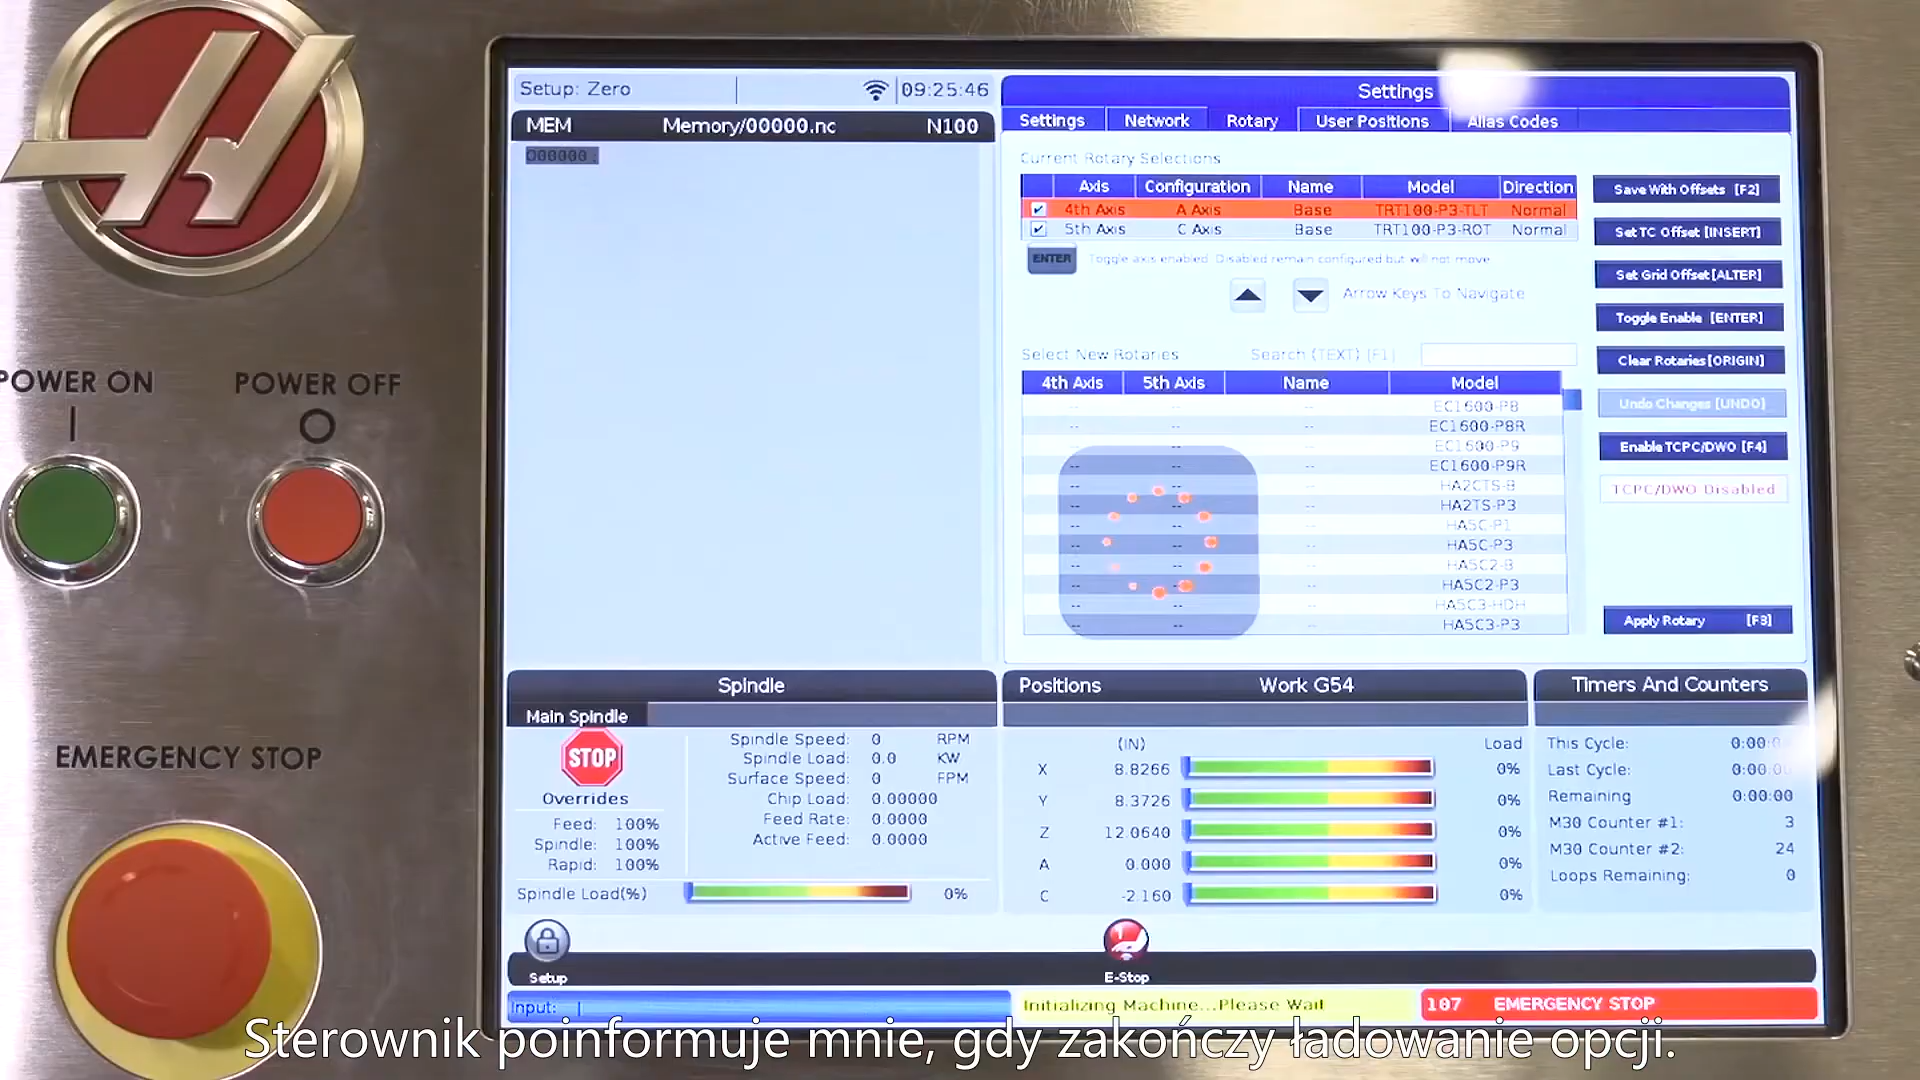 POWER ON
POWER OFF
EMERGENCY STOP
Setup: Zero
09:25:46
MEM Memory/00000.nc N100
O00000 ;
Settings
Settings Network Rotary User Positions Alias Codes
Current Rotary Selections
Axis Configuration Name Model Direction
4th Axis A Axis Base TRT100-P3-TLT Normal
5th Axis C Axis Base TRT100-P3-ROT Normal
ENTER Toggle axis enabled. Disabled remain configured but will not move
Arrow Keys To Navigate
Select New Rotaries Search (TEXT) [F1]
4th Axis 5th Axis Name Model
-- -- -- EC1600-P8
-- -- -- EC1600-P8R
-- -- -- EC1600-P9
-- -- -- EC1600-P9R
-- -- -- HA2CTS-B
-- -- -- HA2TS-P3
-- -- -- HA5C-P1
-- -- -- HA5C-P3
-- -- -- HA5C2-B
-- -- -- HA5C2-P3
-- -- -- HA5C3-HDH
-- -- -- HA5C3-P3
Save With Offsets [F2]
Set TC Offset [INSERT]
Set Grid Offset [ALTER]
Toggle Enable [ENTER]
Clear Rotaries [ORIGIN]
Undo Changes [UNDO]
Enable TCPC/DWO [F4]
TCPC/DWO Disabled
Apply Rotary [F3]
Spindle
Main Spindle
STOP
Overrides
Feed: 100%
Spindle: 100%
Rapid: 100%
Spindle Speed: 0 RPM
Spindle Load: 0.0 KW
Surface Speed: 0 FPM
Chip Load: 0.00000
Feed Rate: 0.0000
Active Feed: 0.0000
Spindle Load(%) 0%
Positions Work G54
(IN) Load
X 8.8266 0%
Y 8.3726 0%
Z 12.0640 0%
A 0.000 0%
C -2.160 0%
Timers And Counters
This Cycle: 0:00:00
Last Cycle: 0:00:00
Remaining 0:00:00
M30 Counter #1: 3
M30 Counter #2: 24
Loops Remaining: 0
Setup
E-Stop
Input:
Initializing Machine...Please Wait
107 EMERGENCY STOP
Sterownik poinformuje mnie, gdy zakończy ładowanie opcji.